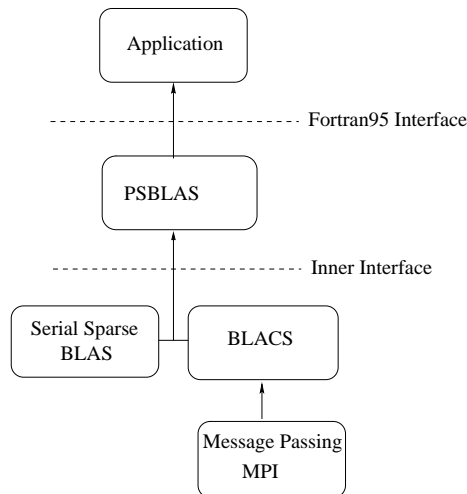 Application
Fortran95 Interface
PSBLAS
Inner Interface
Serial Sparse
BLAS
BLACS
Message Passing
MPI